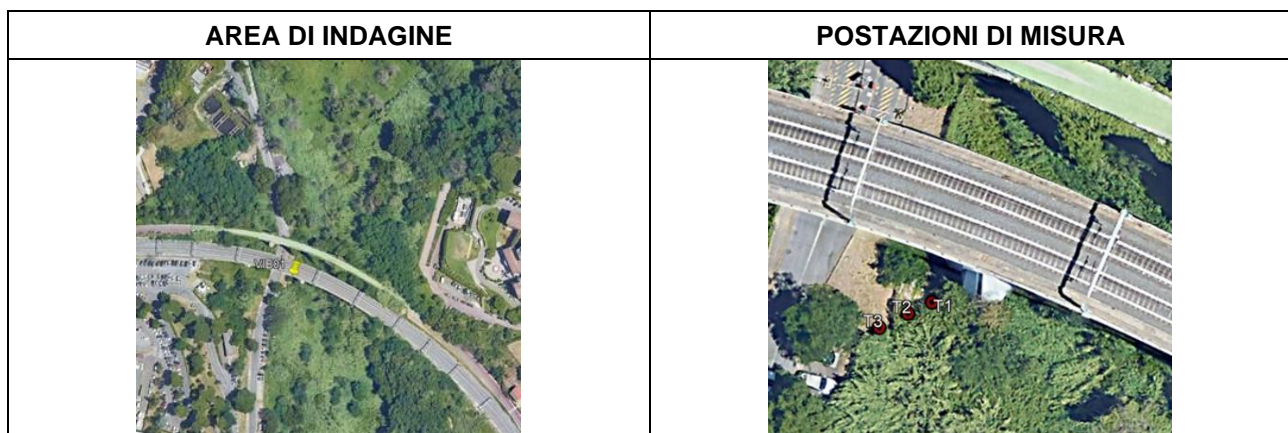 AREA DI INDAGINE
POSTAZIONI DI MISURA
VIB01
T1
T2
T3